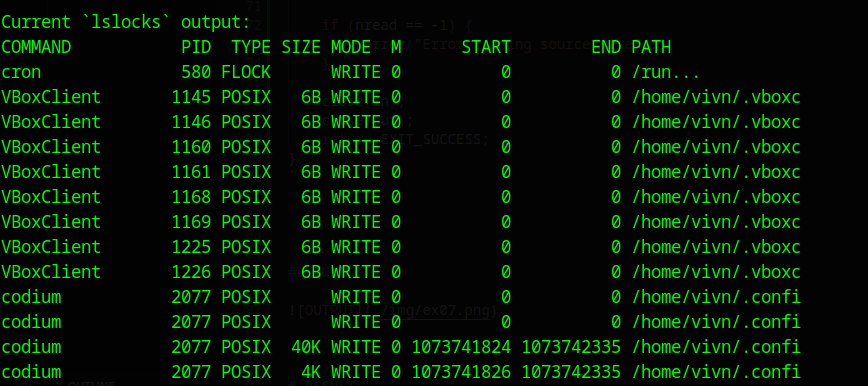 Current `lslocks` output:
COMMAND           PID  TYPE SIZE MODE  M      START        END PATH
cron              580 FLOCK      WRITE 0          0          0 /run...
VBoxClient       1145 POSIX   6B WRITE 0          0          0 /home/vivn/.vboxc
VBoxClient       1146 POSIX   6B WRITE 0          0          0 /home/vivn/.vboxc
VBoxClient       1160 POSIX   6B WRITE 0          0          0 /home/vivn/.vboxc
VBoxClient       1161 POSIX   6B WRITE 0          0          0 /home/vivn/.vboxc
VBoxClient       1168 POSIX   6B WRITE 0          0          0 /home/vivn/.vboxc
VBoxClient       1169 POSIX   6B WRITE 0          0          0 /home/vivn/.vboxc
VBoxClient       1225 POSIX   6B WRITE 0          0          0 /home/vivn/.vboxc
VBoxClient       1226 POSIX   6B WRITE 0          0          0 /home/vivn/.vboxc
codium           2077 POSIX      WRITE 0          0          0 /home/vivn/.confi
codium           2077 POSIX      WRITE 0          0          0 /home/vivn/.confi
codium           2077 POSIX  40K WRITE 0 1073741824 1073742335 /home/vivn/.confi
codium           2077 POSIX   4K WRITE 0 1073741826 1073742335 /home/vivn/.confi